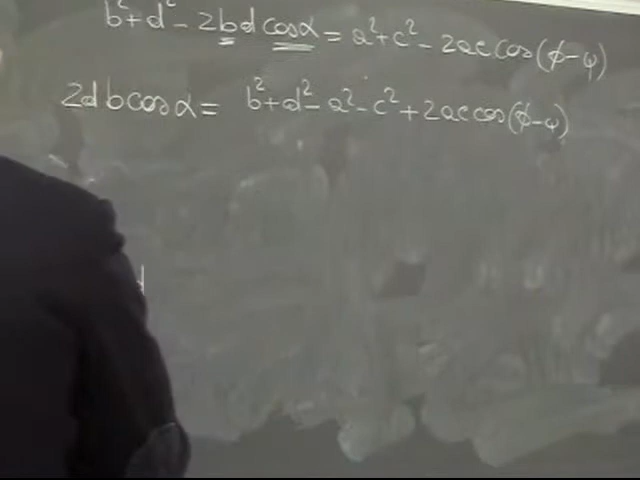 b²+d²-2bd cosα = a²+c²-2ac cos(ϕ-ψ)
2db cosα = b²+d²-a²-c²+2ac cos(ϕ-ψ)